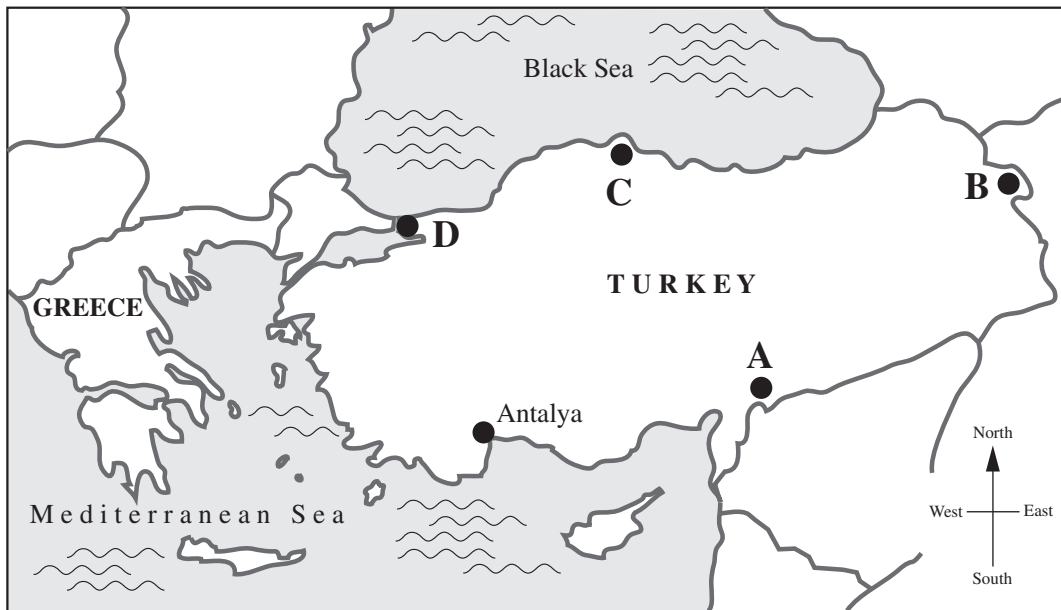 Black Sea
C
B
D
TURKEY
GREECE
A
Antalya
Mediterranean Sea
North
West
East
South